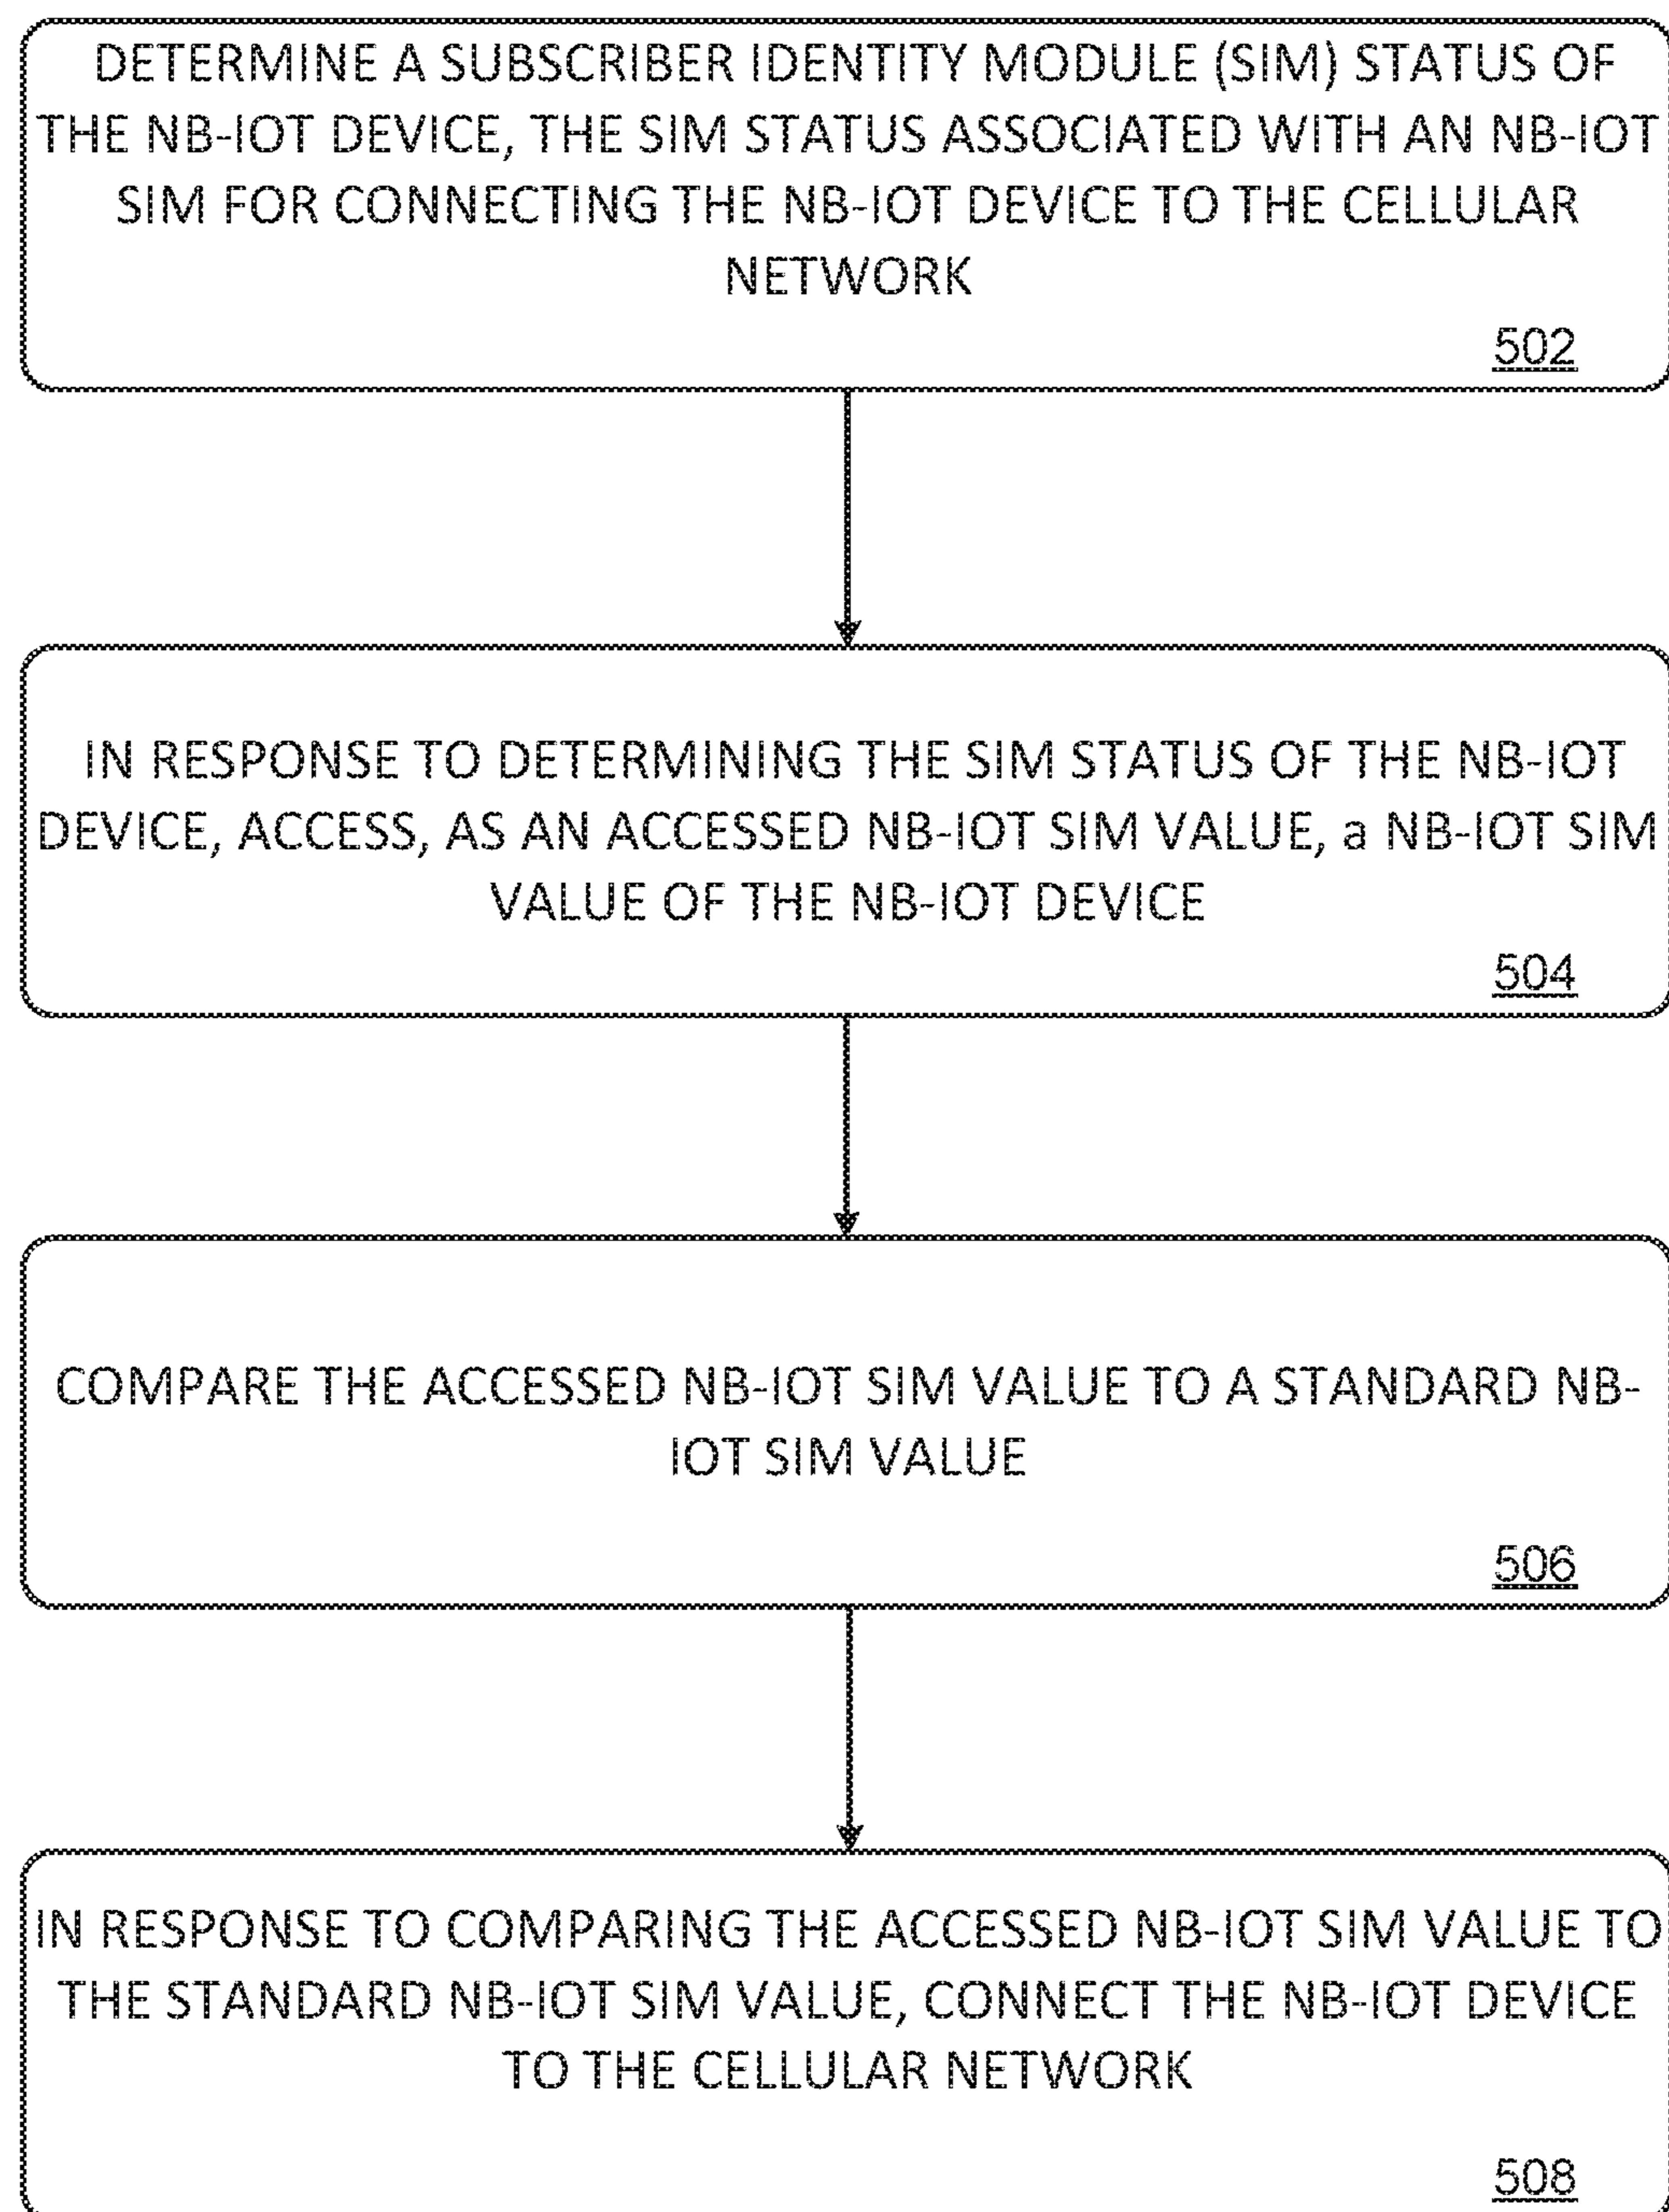 DETERMINE A SUBSCRIBER IDENTITY MODULE (SIM) STATUS OF
THE NB-IOT DEVICE, THE SIM STATUS ASSOCIATED WITH AN NB-IOT
SIM FOR CONNECTING THE NB-IOT DEVICE TO THE CELLULAR
NETWORK
502
IN RESPONSE TO DETERMINING THE SIM STATUS OF THE NB-IOT
DEVICE, ACCESS, AS AN ACCESSED NB-IOT SIM VALUE, a NB-IOT SIM
VALUE OF THE NB-IOT DEVICE
504
COMPARE THE ACCESSED NB-IOT SIM VALUE TO A STANDARD NB-
IOT SIM VALUE
506
IN RESPONSE TO COMPARING THE ACCESSED NB-IOT SIM VALUE TO
THE STANDARD NB-IOT SIM VALUE, CONNECT THE NB-IOT DEVICE
TO THE CELLULAR NETWORK
508